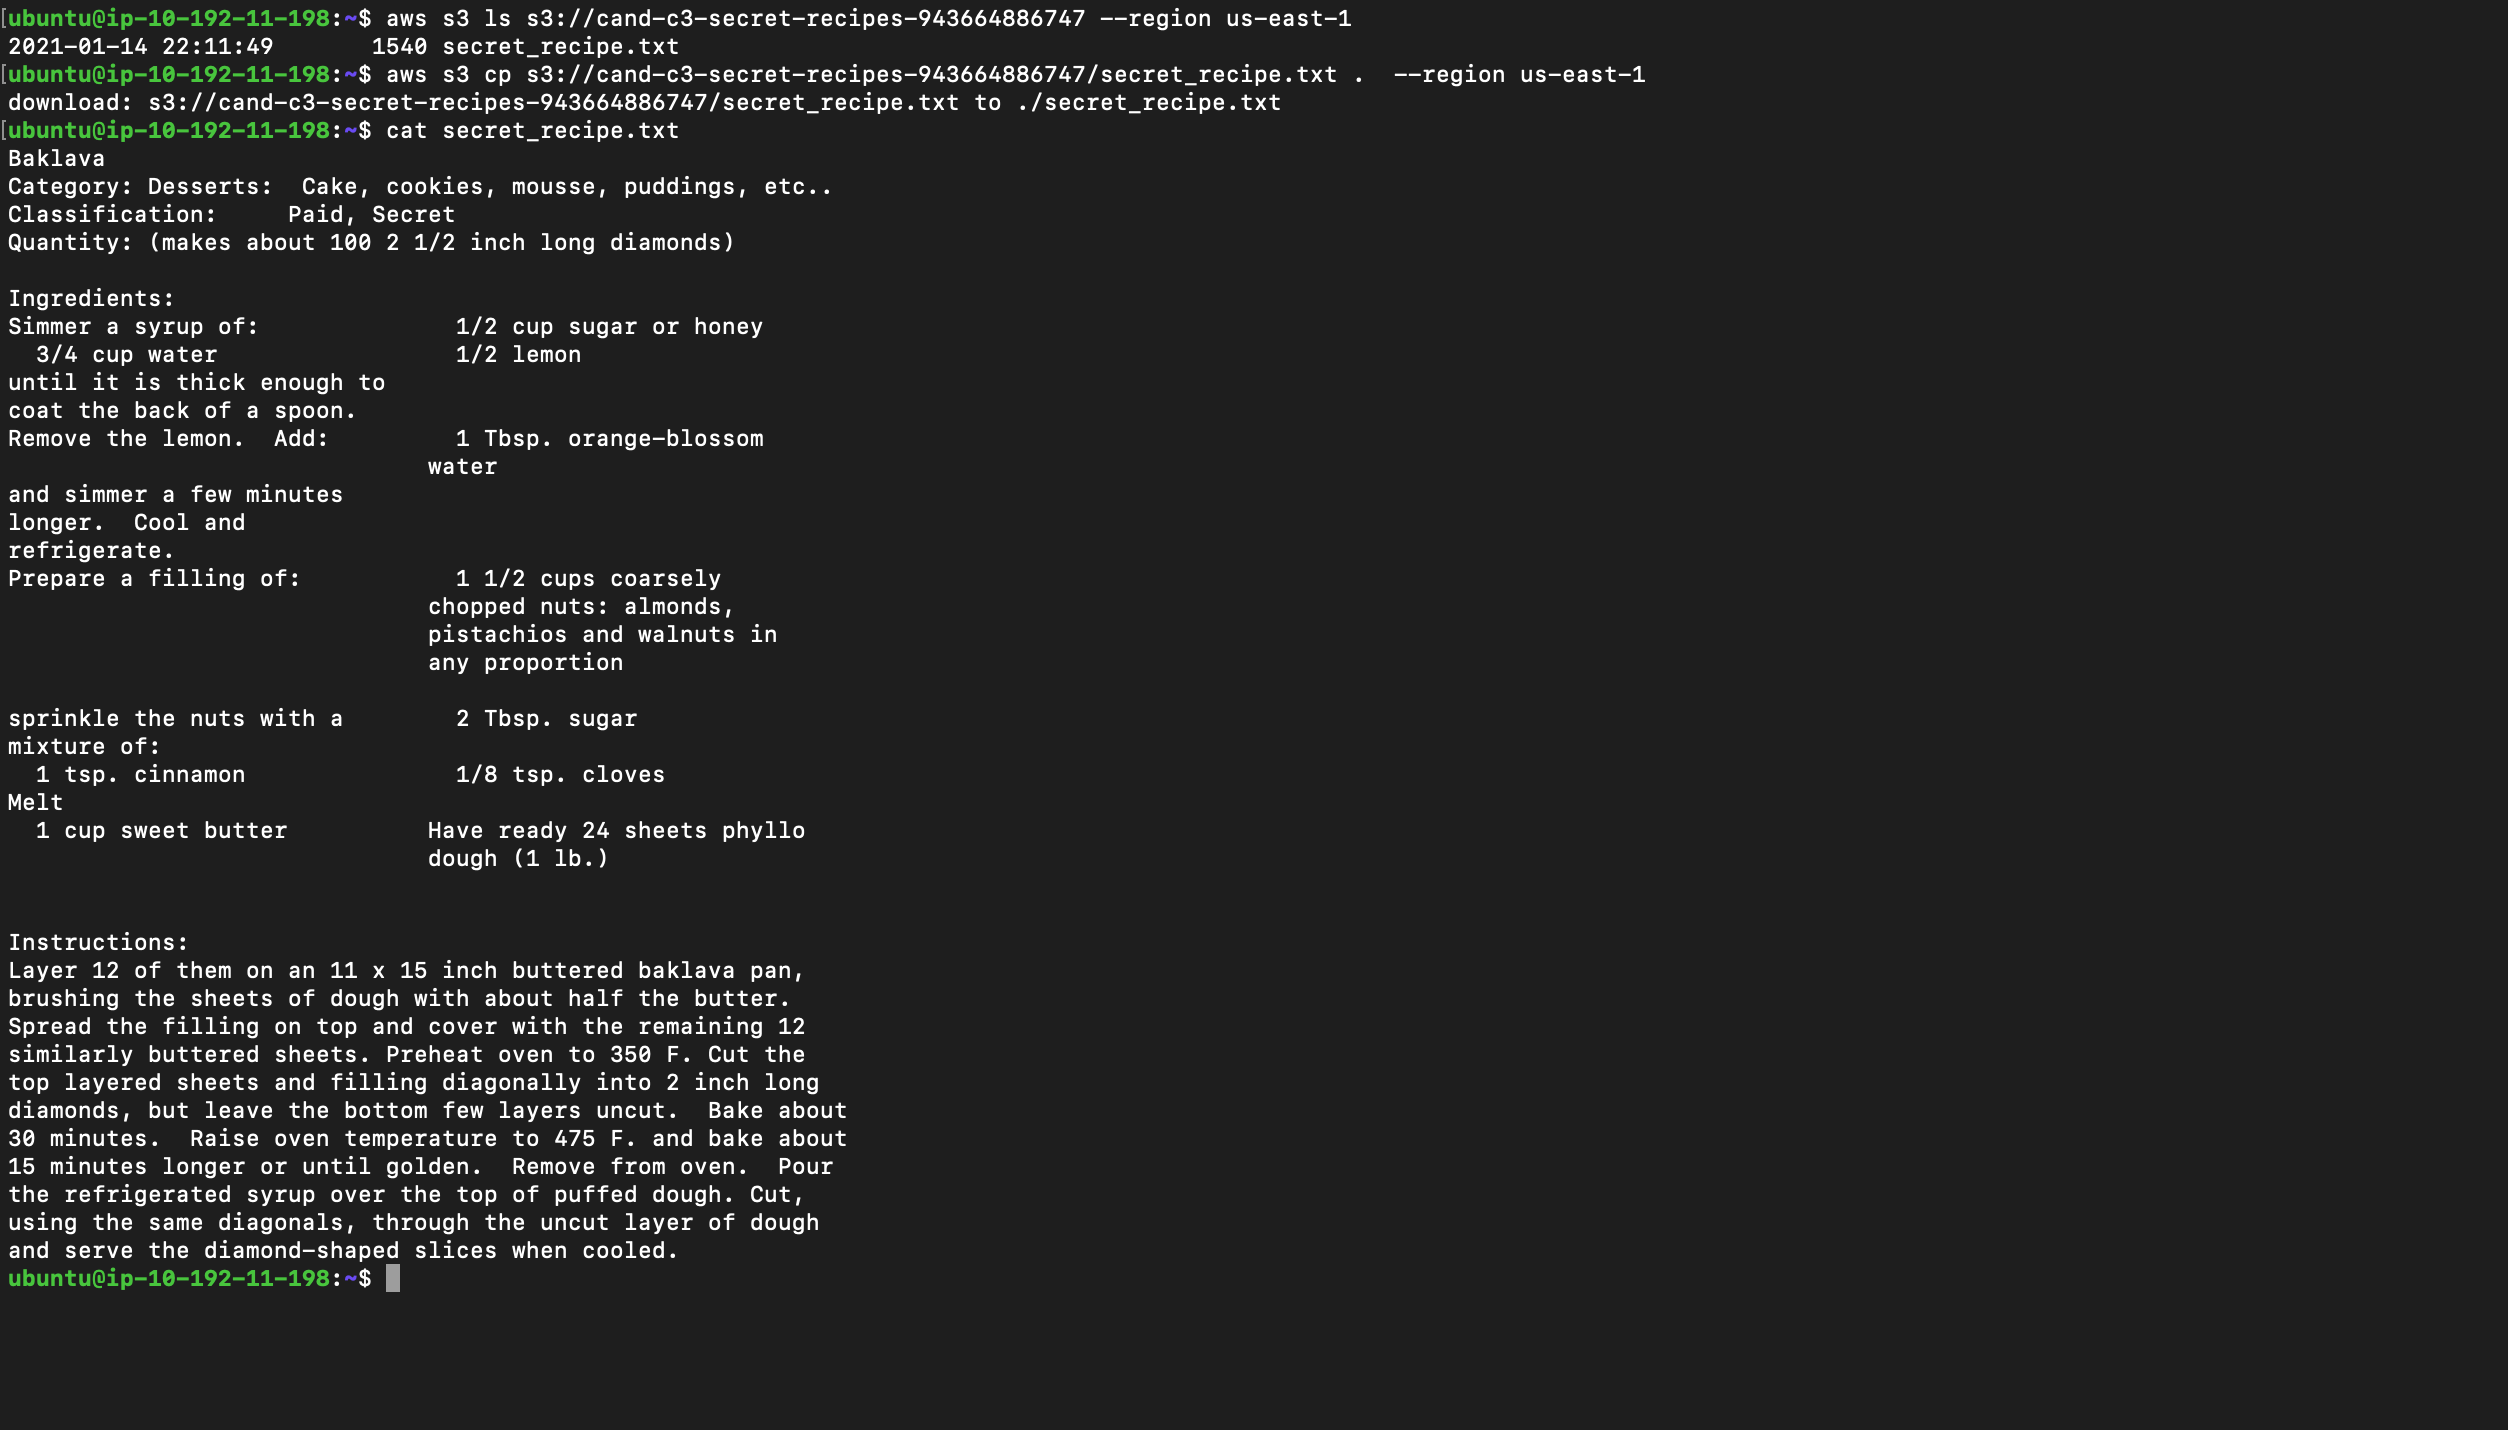 [ubuntu@ip-10-192-11-198:~$ aws s3 ls s3://cand-c3-secret-recipes-943664886747 --region us-east-1
2021-01-14 22:11:49       1540 secret_recipe.txt
[ubuntu@ip-10-192-11-198:~$ aws s3 cp s3://cand-c3-secret-recipes-943664886747/secret_recipe.txt .  --region us-east-1
download: s3://cand-c3-secret-recipes-943664886747/secret_recipe.txt to ./secret_recipe.txt
[ubuntu@ip-10-192-11-198:~$ cat secret_recipe.txt
Baklava
Category: Desserts:  Cake, cookies, mousse, puddings, etc..
Classification:     Paid, Secret
Quantity: (makes about 100 2 1/2 inch long diamonds)

Ingredients:
Simmer a syrup of:              1/2 cup sugar or honey
  3/4 cup water                 1/2 lemon
until it is thick enough to
coat the back of a spoon.
Remove the lemon.  Add:         1 Tbsp. orange-blossom
                              water
and simmer a few minutes
longer.  Cool and
refrigerate.
Prepare a filling of:           1 1/2 cups coarsely
                              chopped nuts: almonds,
                              pistachios and walnuts in
                              any proportion

sprinkle the nuts with a        2 Tbsp. sugar
mixture of:
  1 tsp. cinnamon               1/8 tsp. cloves
Melt
  1 cup sweet butter          Have ready 24 sheets phyllo
                              dough (1 lb.)


Instructions:
Layer 12 of them on an 11 x 15 inch buttered baklava pan,
brushing the sheets of dough with about half the butter.
Spread the filling on top and cover with the remaining 12
similarly buttered sheets. Preheat oven to 350 F. Cut the
top layered sheets and filling diagonally into 2 inch long
diamonds, but leave the bottom few layers uncut.  Bake about
30 minutes.  Raise oven temperature to 475 F. and bake about
15 minutes longer or until golden.  Remove from oven.  Pour
the refrigerated syrup over the top of puffed dough. Cut,
using the same diagonals, through the uncut layer of dough
and serve the diamond-shaped slices when cooled.
ubuntu@ip-10-192-11-198:~$